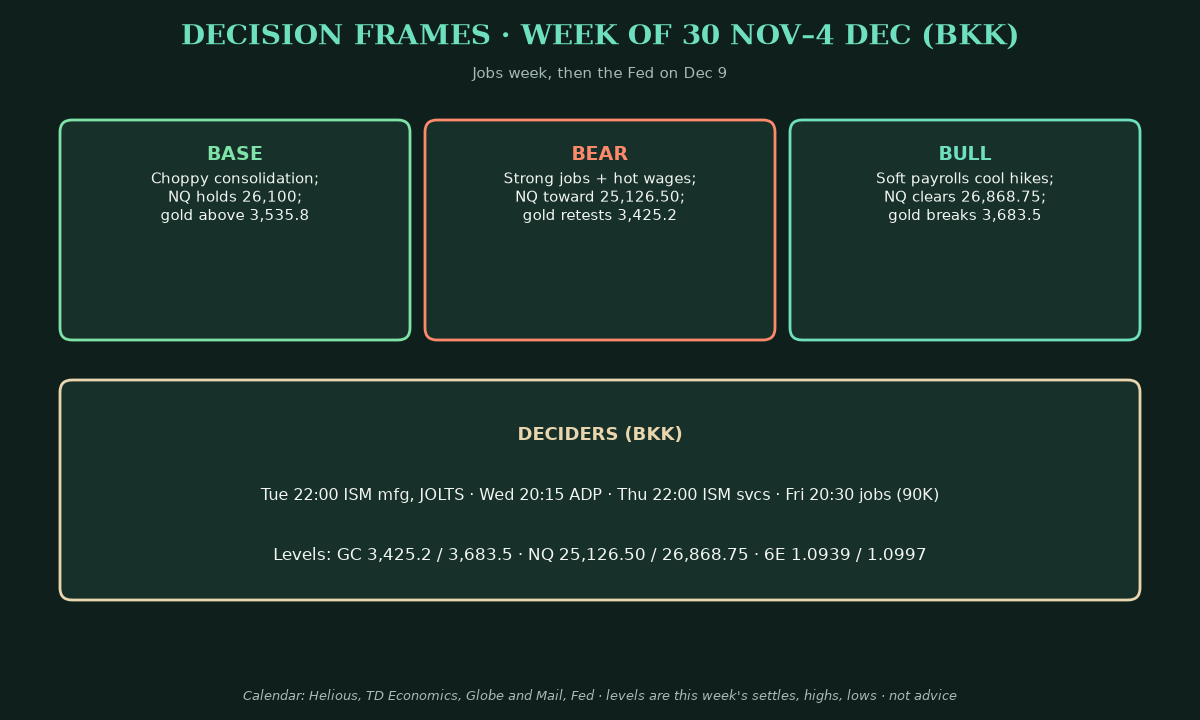 DECISION FRAMES · WEEK OF 30 NOV–4 DEC (BKK)
Jobs week, then the Fed on Dec 9
BASE
Choppy consolidation;
NQ holds 26,100;
gold above 3,535.8
BEAR
Strong jobs + hot wages;
NQ toward 25,126.50;
gold retests 3,425.2
BULL
Soft payrolls cool hikes;
NQ clears 26,868.75;
gold breaks 3,683.5
DECIDERS (BKK)
Tue 22:00 ISM mfg, JOLTS · Wed 20:15 ADP · Thu 22:00 ISM svcs · Fri 20:30 jobs (90K)
Levels: GC 3,425.2 / 3,683.5 · NQ 25,126.50 / 26,868.75 · 6E 1.0939 / 1.0997
Calendar: Helious, TD Economics, Globe and Mail, Fed · levels are this week's settles, highs, lows · not advice